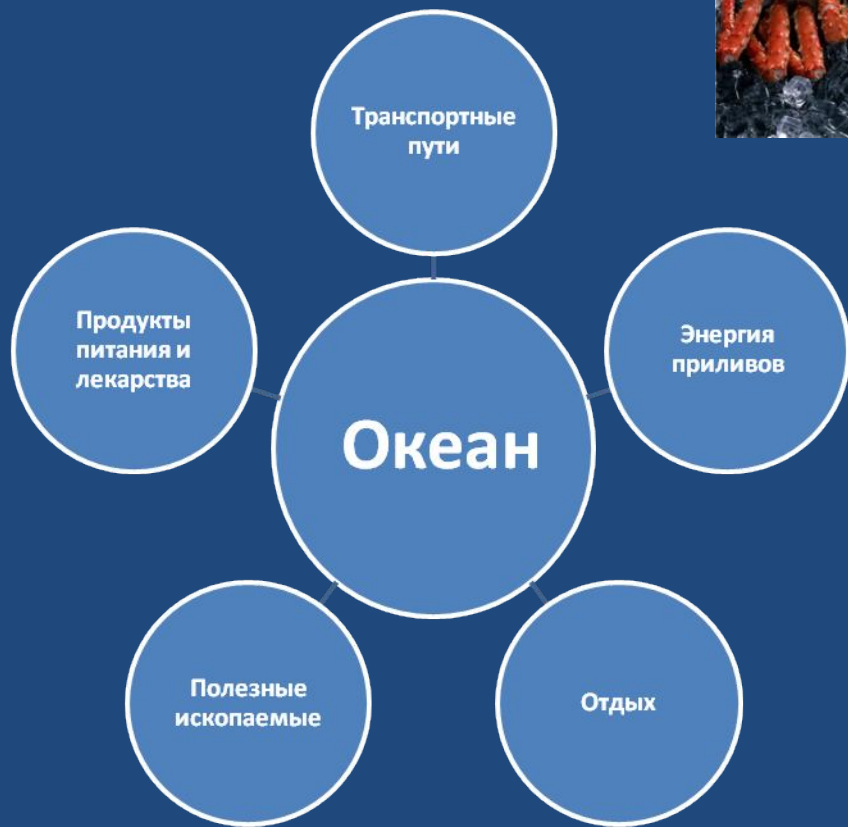 Транспортные
пути
Продукты
питания и
лекарства
Энергия
приливов
Океан
Полезные
ископаемые
Отдых